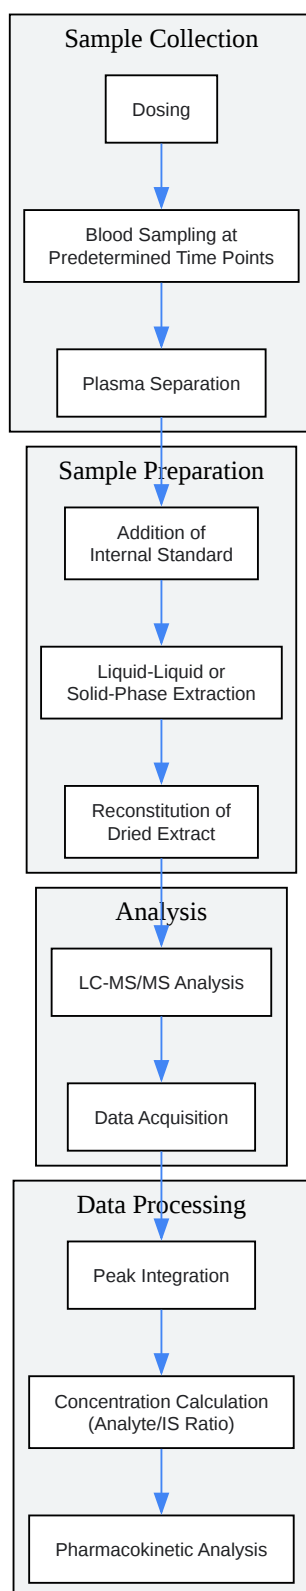 Sample Collection
Dosing
Blood Sampling at
Predetermined Time Points
Plasma Separation
Sample Preparation
Addition of
Internal Standard
Liquid-Liquid or
Solid-Phase Extraction
Reconstitution of
Dried Extract
Analysis
LC-MS/MS Analysis
Data Acquisition
Data Processing
Peak Integration
Concentration Calculation
(Analyte/IS Ratio)
Pharmacokinetic Analysis